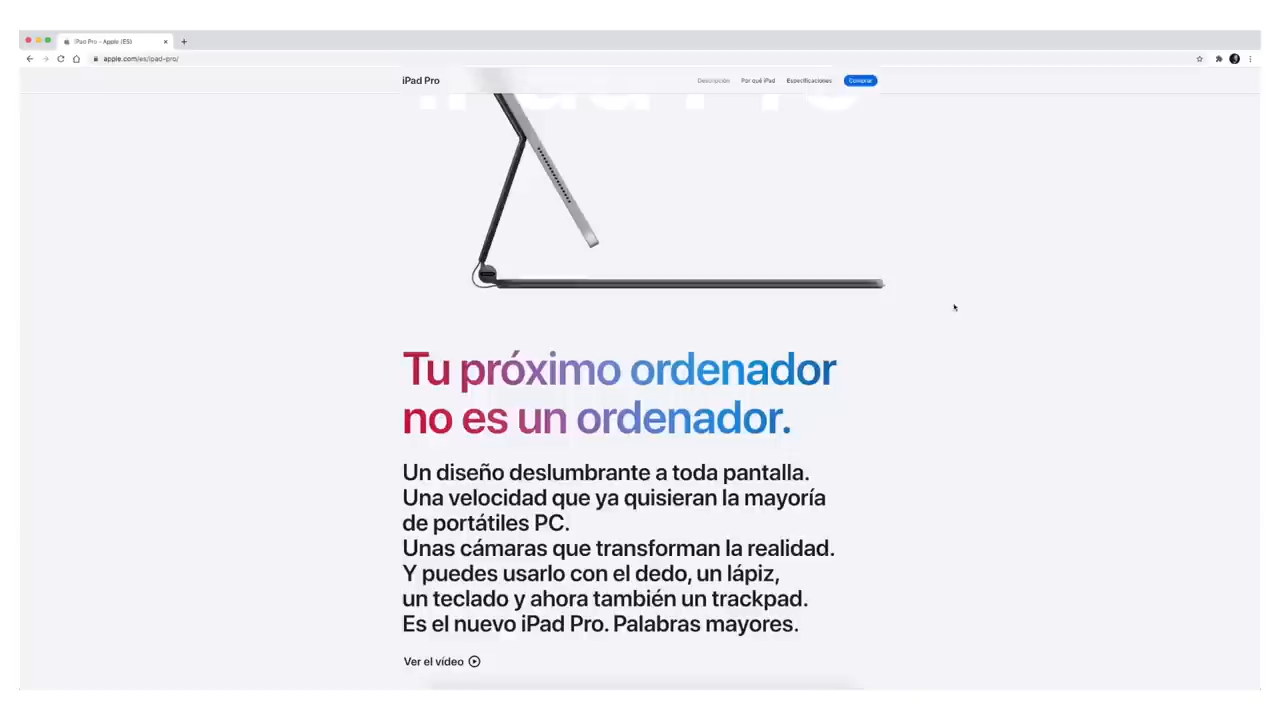 iPad Pro - Apple (ES)
apple.com/es/ipad-pro/
iPad Pro
Descripción Por qué iPad Especificaciones Comprar
iPad Pro
Tu próximo ordenador
no es un ordenador.
Un diseño deslumbrante a toda pantalla.
Una velocidad que ya quisieran la mayoría
de portátiles PC.
Unas cámaras que transforman la realidad.
Y puedes usarlo con el dedo, un lápiz,
un teclado y ahora también un trackpad.
Es el nuevo iPad Pro. Palabras mayores.
Ver el vídeo